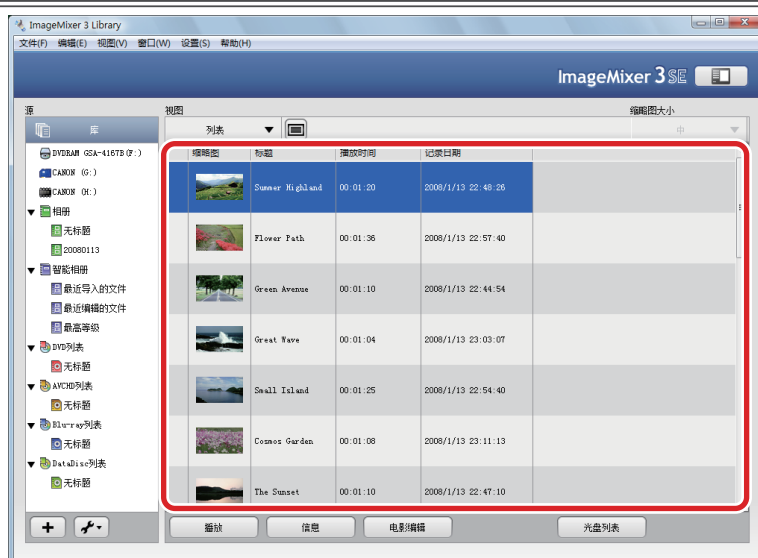 ImageMixer 3 Library
文件(F) 编辑(E) 视图(V) 窗口(W) 设置(S) 帮助(H)
ImageMixer 3 SE
源 视图 缩略图大小
库 列表 中
缩略图 标题 播放时间 记录日期
DVDRAM GSA-4167B(F:)
CANON (G:)
CANON (H:)
相册
无标题
20080113
智能相册
最近导入的文件
最近编辑的文件
最高等级
DVD列表
无标题
AVCHD列表
无标题
Blu-ray列表
无标题
DataDisc列表
无标题
Summer Highland 00:01:20 2008/1/13 22:48:26
Flower Path 00:01:36 2008/1/13 22:57:40
Green Avenue 00:01:10 2008/1/13 22:44:54
Great Wave 00:01:04 2008/1/13 23:03:07
Small Island 00:01:25 2008/1/13 22:54:40
Cosmos Garden 00:01:08 2008/1/13 23:11:13
The Sunset 00:01:10 2008/1/13 22:47:10
播放 信息 电影编辑 光盘列表